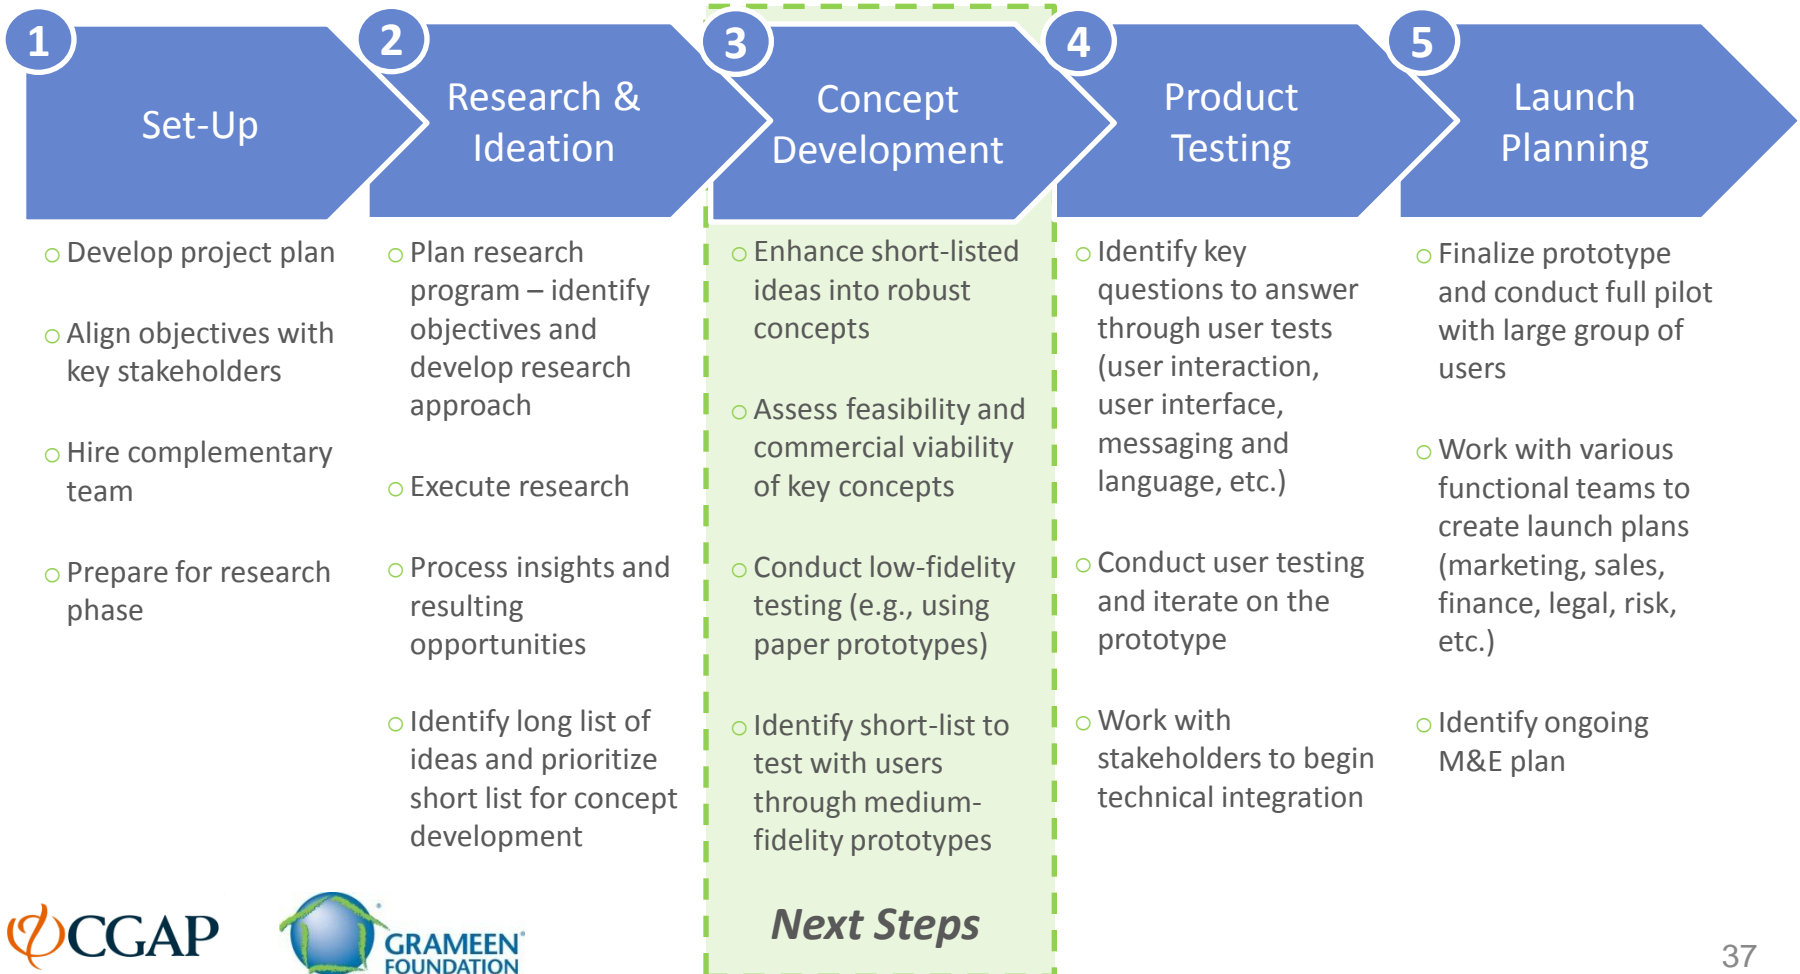 1
Set-Up
2
Research &
Ideation
3
Concept
Development
4
Product
Testing
5
Launch
Planning
○ Develop project plan
○ Align objectives with
key stakeholders
○ Hire complementary
team
○ Prepare for research
phase
○ Plan research
program – identify
objectives and
develop research
approach
○ Execute research
○ Process insights and
resulting
opportunities
○ Identify long list of
ideas and prioritize
short list for concept
development
○ Enhance short-listed
ideas into robust
concepts
○ Assess feasibility and
commercial viability
of key concepts
○ Conduct low-fidelity
testing (e.g., using
paper prototypes)
○ Identify short-list to
test with users
through medium-
fidelity prototypes
Next Steps
○ Identify key
questions to answer
through user tests
(user interaction,
user interface,
messaging and
language, etc.)
○ Conduct user testing
and iterate on the
prototype
○ Work with
stakeholders to begin
technical integration
○ Finalize prototype
and conduct full pilot
with large group of
users
○ Work with various
functional teams to
create launch plans
(marketing, sales,
finance, legal, risk,
etc.)
○ Identify ongoing
M&E plan
CGAP
GRAMEEN
FOUNDATION
37